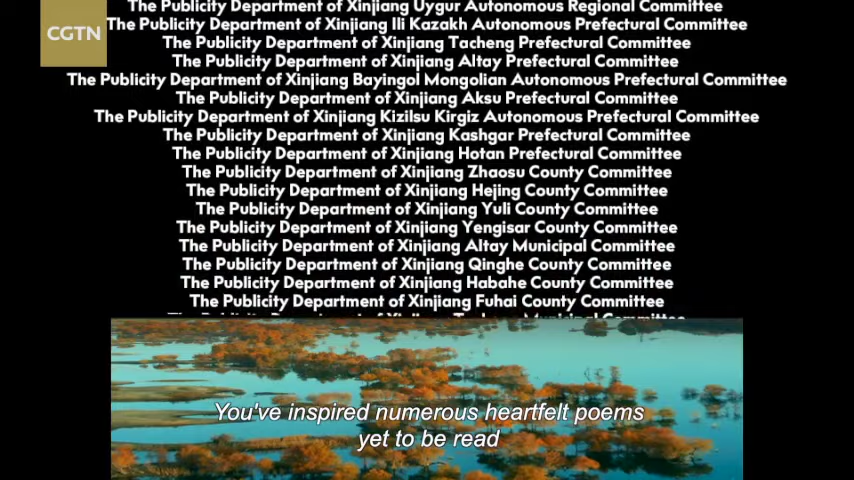 The Publicity Department of Xinjiang Uygur Autonomous Regional Committee
CGTN
The Publicity Department of Xinjiang Ili Kazakh Autonomous Prefectural Committee
The Publicity Department of Xinjiang Tacheng Prefectural Committee
The Publicity Department of Xinjiang Altay Prefectural Committee
The Publicity Department of Xinjiang Bayingol Mongolian Autonomous Prefectural Committee
The Publicity Department of Xinjiang Aksu Prefectural Committee
The Publicity Department of Xinjiang Kizilsu Kirgiz Autonomous Prefectural Committee
The Publicity Department of Xinjiang Kashgar Prefectural Committee
The Publicity Department of Xinjiang Hotan Prefectural Committee
The Publicity Department of Xinjiang Zhaosu County Committee
The Publicity Department of Xinjiang Hejing County Committee
The Publicity Department of Xinjiang Yuli County Committee
The Publicity Department of Xinjiang Yengisar County Committee
The Publicity Department of Xinjiang Altay Municipal Committee
The Publicity Department of Xinjiang Qinghe County Committee
The Publicity Department of Xinjiang Habahe County Committee
The Publicity Department of Xinjiang Fuhai County Committee
You've inspired numerous heartfelt poems
yet to be read